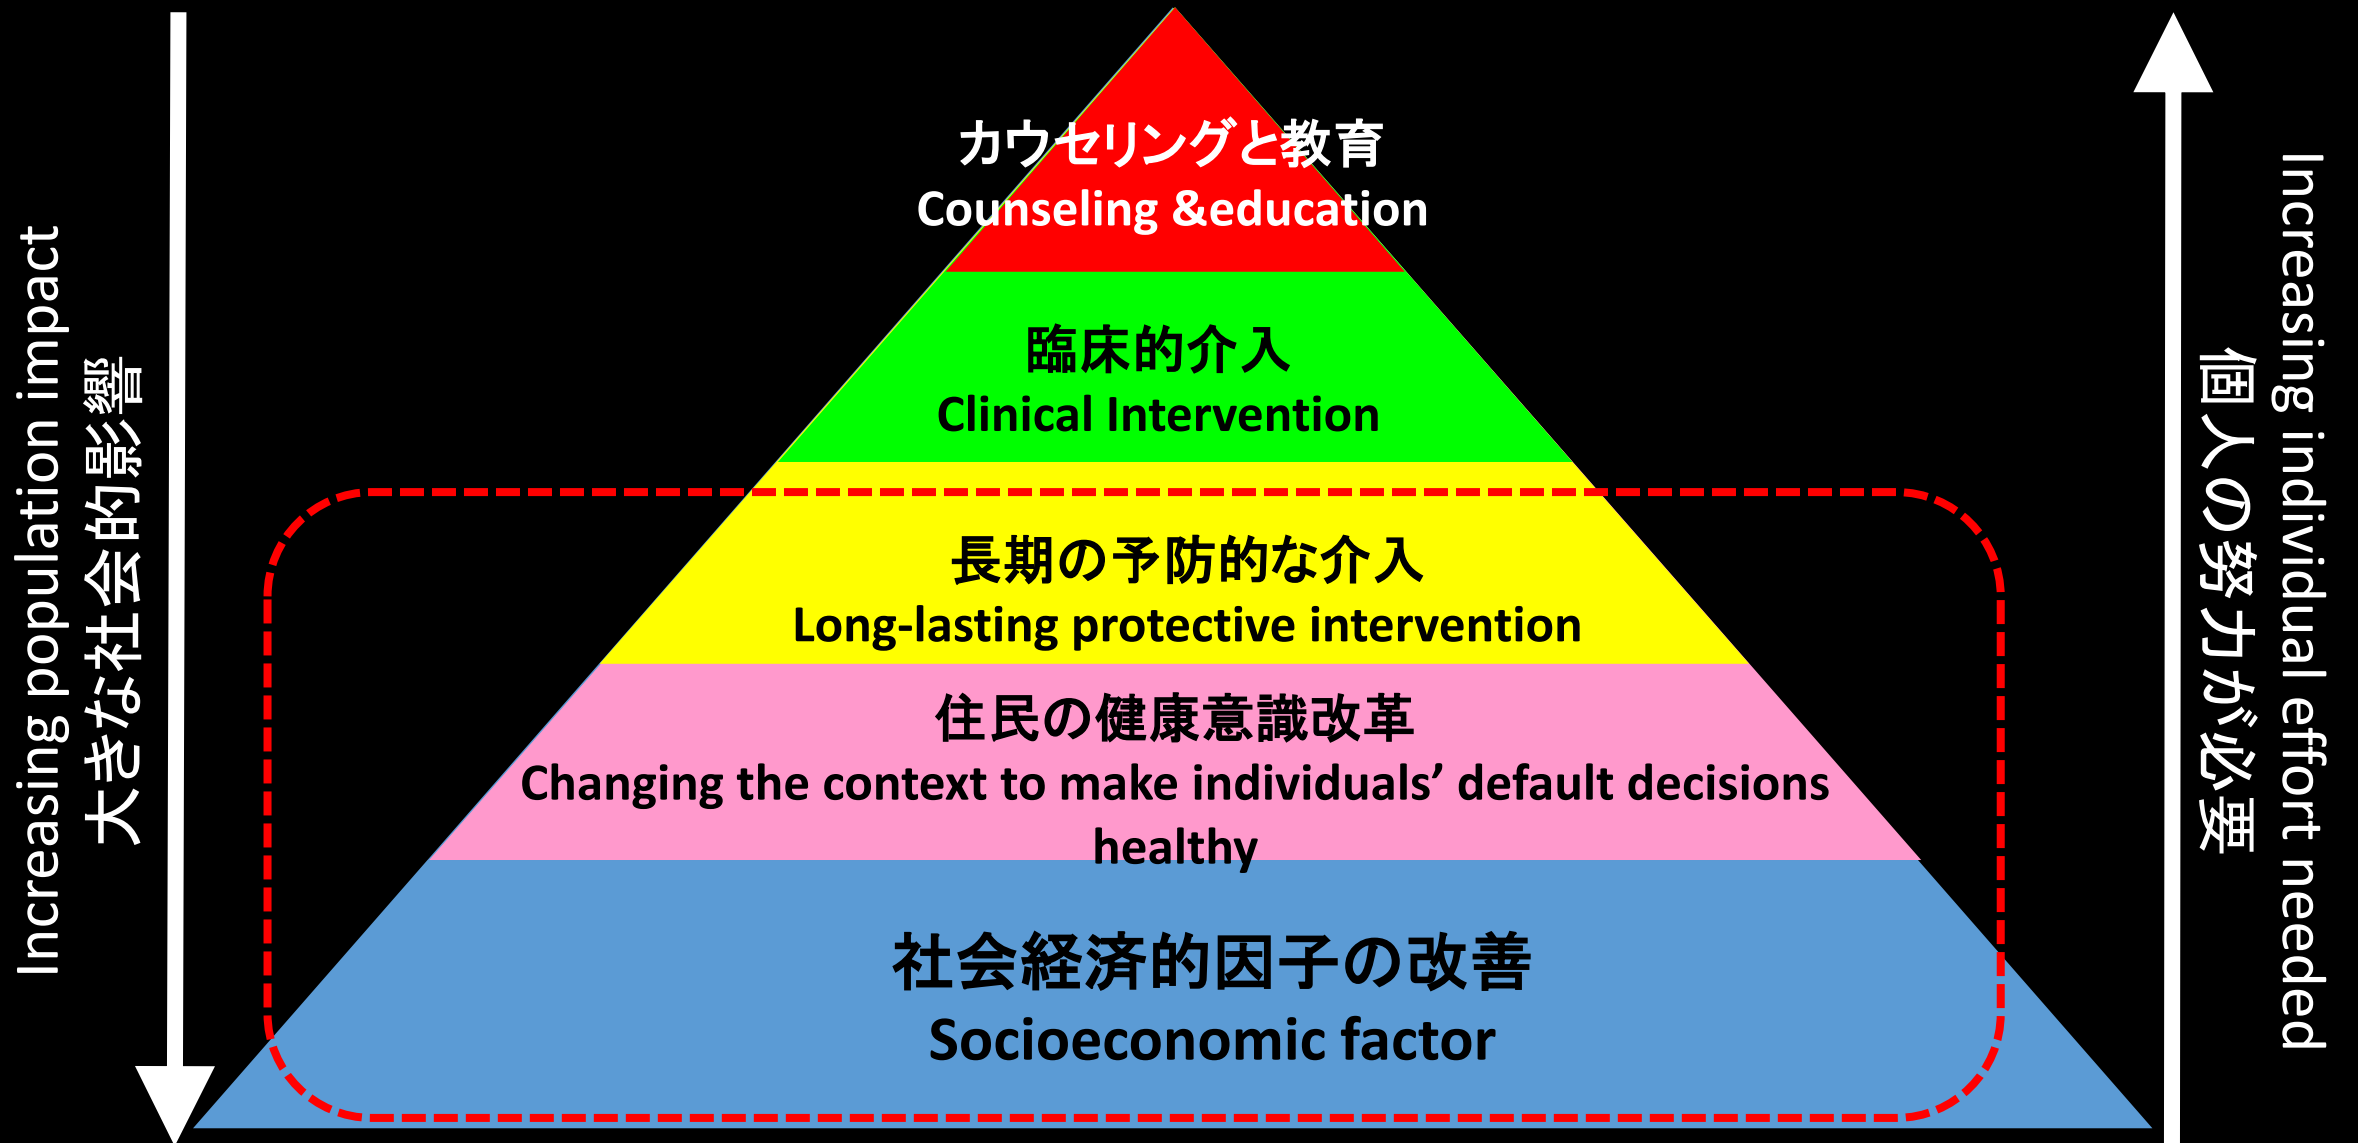 Increasing population impact
大きな社会的影響
カウセリングと教育
Counseling &education
臨床的介入
Clinical Intervention
長期の予防的な介入
Long-lasting protective intervention
住民の健康意識改革
Changing the context to make individuals’ default decisions
healthy
社会経済的因子の改善
Socioeconomic factor
Increasing individual effort needed
個人の努力が必要